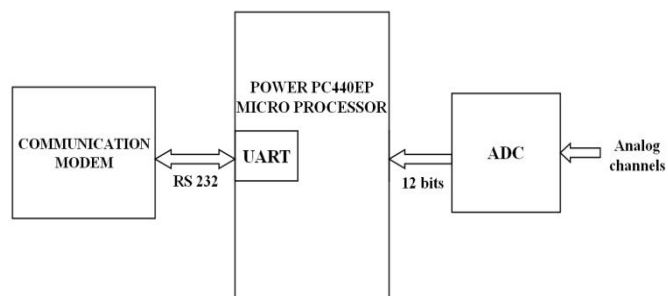 COMMUNICATION
MODEM
RS 232
POWER PC440EP
MICRO PROCESSOR
UART
12 bits
ADC
Analog
channels